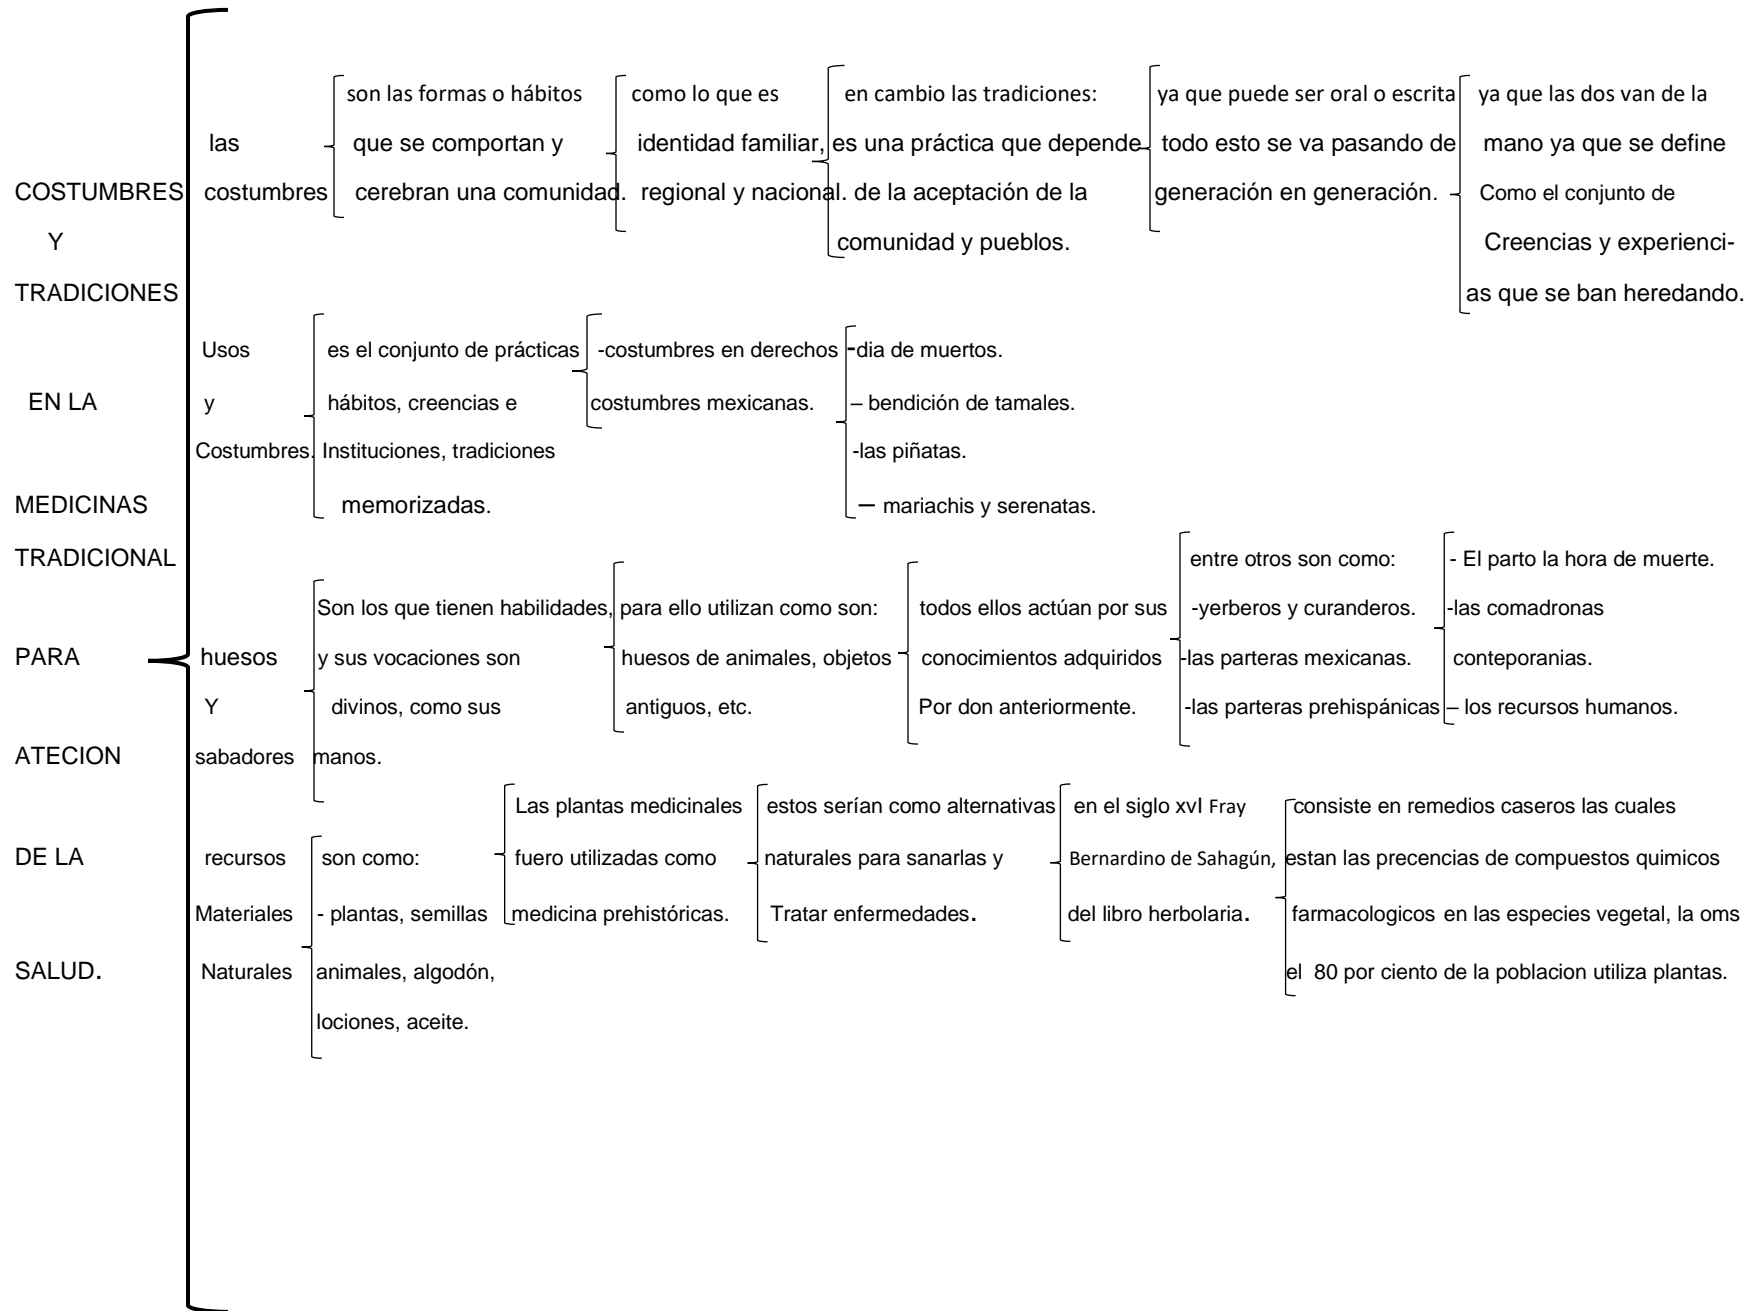 COSTUMBRES
Y
TRADICIONES
EN LA
MEDICINAS
TRADICIONAL
PARA
ATECION
DE LA
SALUD.
las
costumbres
son las formas o hábitos
que se comportan y
cerebran una comunidad.
como lo que es
identidad familiar,
regional y nacional.
en cambio las tradiciones:
es una práctica que depende
de la aceptación de la
comunidad y pueblos.
ya que puede ser oral o escrita
todo esto se va pasando de
generación en generación.
ya que las dos van de la
mano ya que se define
Como el conjunto de
Creencias y experienci-
as que se ban heredando.
Usos
y
Costumbres.
es el conjunto de prácticas
hábitos, creencias e
Instituciones, tradiciones
memorizadas.
-costumbres en derechos
costumbres mexicanas.
-dia de muertos.
– bendición de tamales.
-las piñatas.
– mariachis y serenatas.
huesos
Y
sabadores
Son los que tienen habilidades,
y sus vocaciones son
divinos, como sus
manos.
para ello utilizan como son:
huesos de animales, objetos
antiguos, etc.
todos ellos actúan por sus
conocimientos adquiridos
Por don anteriormente.
entre otros son como:
-yerberos y curanderos.
-las parteras mexicanas.
-las parteras prehispánicas
- El parto la hora de muerte.
-las comadronas
conteporanias.
– los recursos humanos.
recursos
Materiales
Naturales
son como:
- plantas, semillas
animales, algodón,
lociones, aceite.
Las plantas medicinales
fuero utilizadas como
medicina prehistóricas.
estos serían como alternativas
naturales para sanarlas y
Tratar enfermedades.
en el siglo xvl Fray
Bernardino de Sahagún,
del libro herbolaria.
consiste en remedios caseros las cuales
estan las precencias de compuestos quimicos
farmacologicos en las especies vegetal, la oms
el 80 por ciento de la poblacion utiliza plantas.